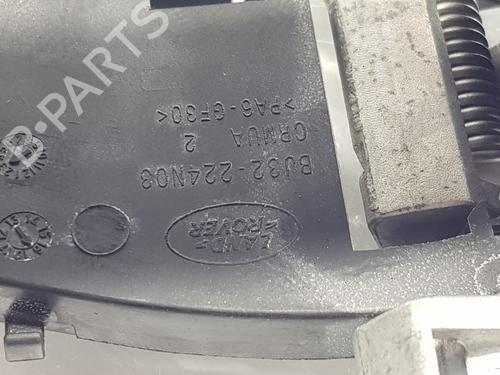 B-PARTS
>PA6-GF30<
CRMUA 2
BJ32-224N03
LAND-
ROVER